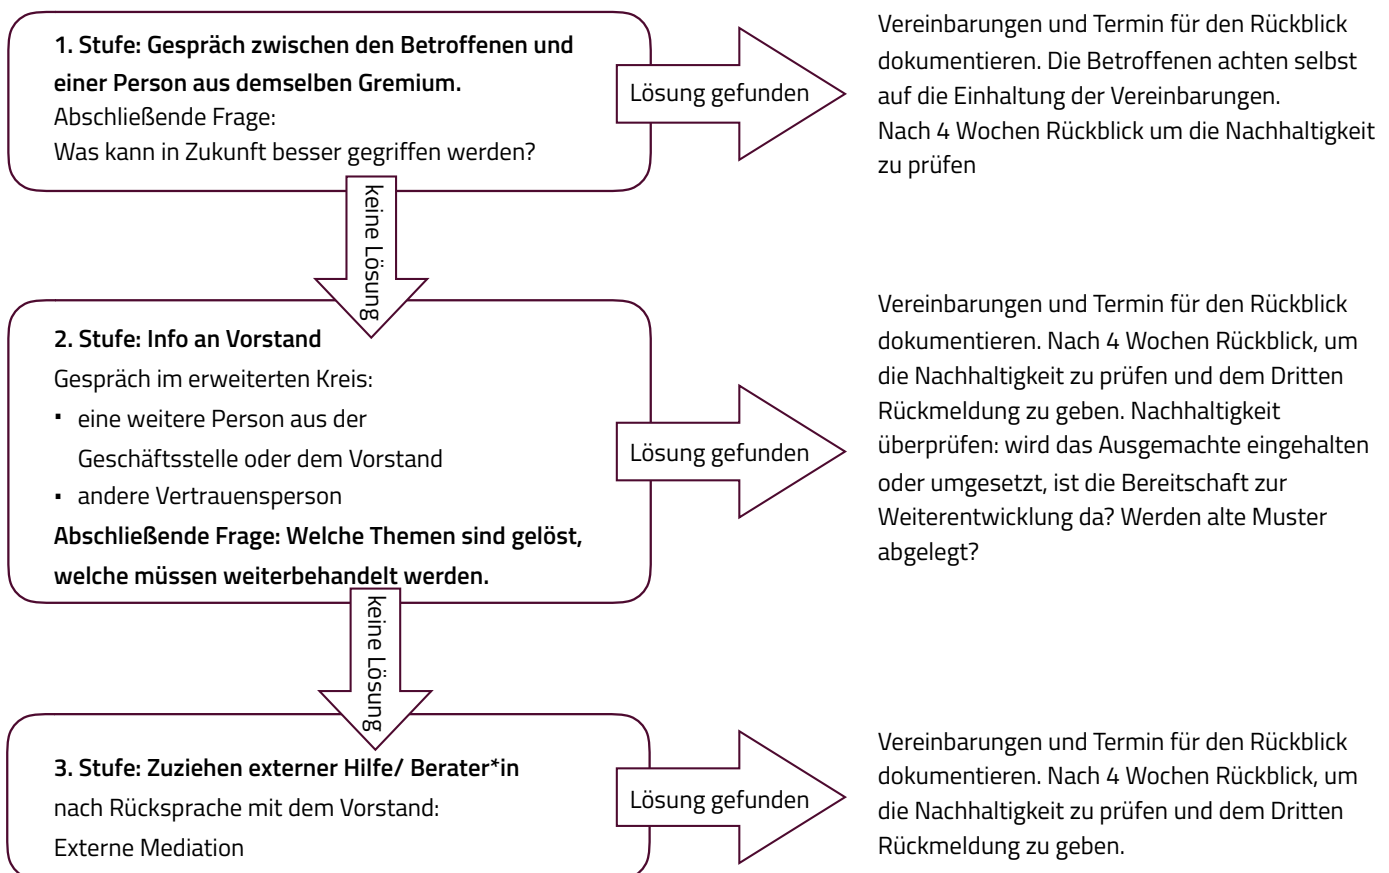 1. Stufe: Gespräch zwischen den Betroffenen und
einer Person aus demselben Gremium.
Abschließende Frage:
Was kann in Zukunft besser gegriffen werden?
Lösung gefunden
Vereinbarungen und Termin für den Rückblick
dokumentieren. Die Betroffenen achten selbst
auf die Einhaltung der Vereinbarungen.
Nach 4 Wochen Rückblick um die Nachhaltigkeit
zu prüfen
keine Lösung
2. Stufe: Info an Vorstand
Gespräch im erweiterten Kreis:
▪ eine weitere Person aus der
Geschäftsstelle oder dem Vorstand
▪ andere Vertrauensperson
Abschließende Frage: Welche Themen sind gelöst,
welche müssen weiterbehandelt werden.
Lösung gefunden
Vereinbarungen und Termin für den Rückblick
dokumentieren. Nach 4 Wochen Rückblick, um
die Nachhaltigkeit zu prüfen und dem Dritten
Rückmeldung zu geben. Nachhaltigkeit
überprüfen: wird das Ausgemachte eingehalten
oder umgesetzt, ist die Bereitschaft zur
Weiterentwicklung da? Werden alte Muster
abgelegt?
keine Lösung
3. Stufe: Zuziehen externer Hilfe/ Berater*in
nach Rücksprache mit dem Vorstand:
Externe Mediation
Lösung gefunden
Vereinbarungen und Termin für den Rückblick
dokumentieren. Nach 4 Wochen Rückblick, um
die Nachhaltigkeit zu prüfen und dem Dritten
Rückmeldung zu geben.